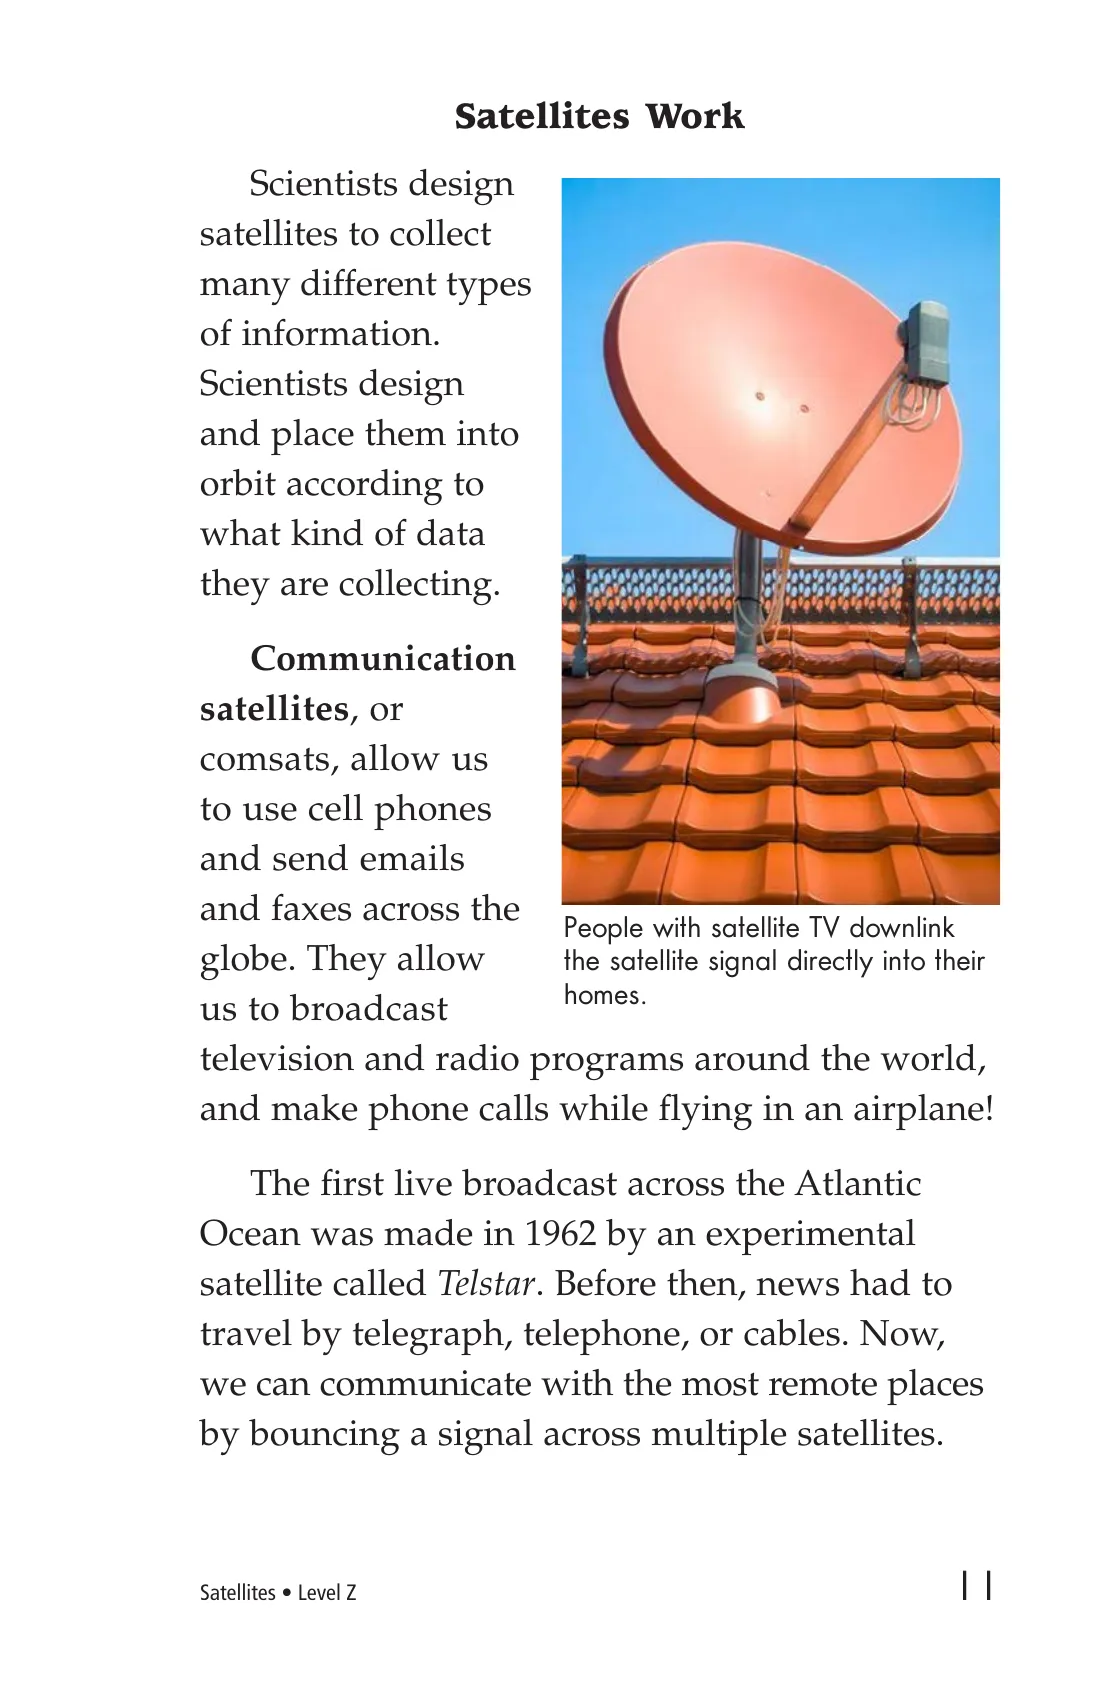 Satellites Work
Scientists design
satellites to collect
many different types
of information.
Scientists design
and place them into
orbit according to
what kind of data
they are collecting.
Communication
satellites, or
comsats, allow us
to use cell phones
and send emails
and faxes across the
globe. They allow
us to broadcast
television and radio programs around the world,
and make phone calls while flying in an airplane!
People with satellite TV downlink
the satellite signal directly into their
homes.
The first live broadcast across the Atlantic
Ocean was made in 1962 by an experimental
satellite called Telstar. Before then, news had to
travel by telegraph, telephone, or cables. Now,
we can communicate with the most remote places
by bouncing a signal across multiple satellites.
Satellites • Level Z
11